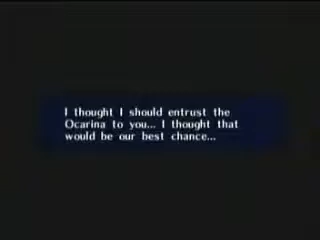 I thought I should entrust the
Ocarina to you... I thought that
would be our best chance...